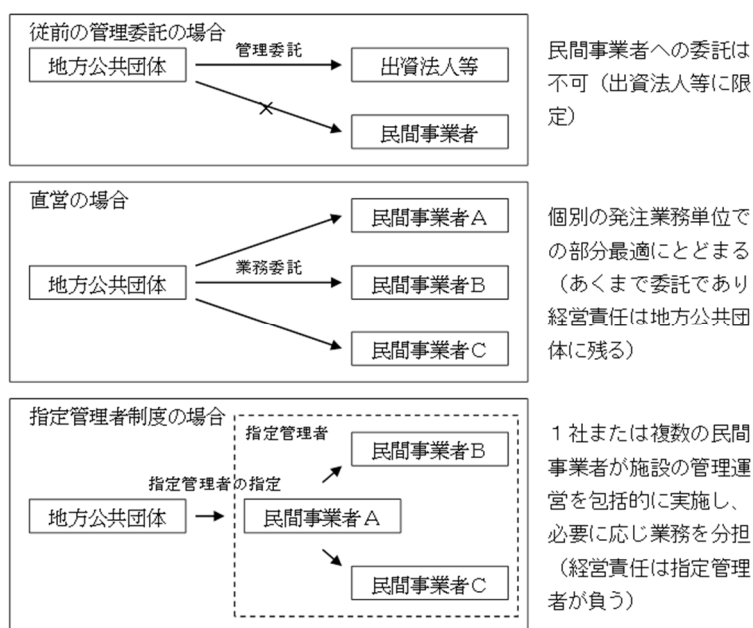 従前の管理委託の場合
地方公共団体
管理委託
出資法人等
民間事業者
民間事業者への委託は
不可（出資法人等に限
定）
直営の場合
民間事業者Ａ
地方公共団体
業務委託
民間事業者Ｂ
民間事業者Ｃ
個別の発注業務単位で
の部分最適にとどまる
（あくまで委託であり
経営責任は地方公共団
体に残る）
指定管理者制度の場合
指定管理者
民間事業者Ｂ
指定管理者の指定
地方公共団体
民間事業者Ａ
民間事業者Ｃ
１社または複数の民間
事業者が施設の管理運
営を包括的に実施し、
必要に応じ業務を分担
（経営責任は指定管理
者が負う）